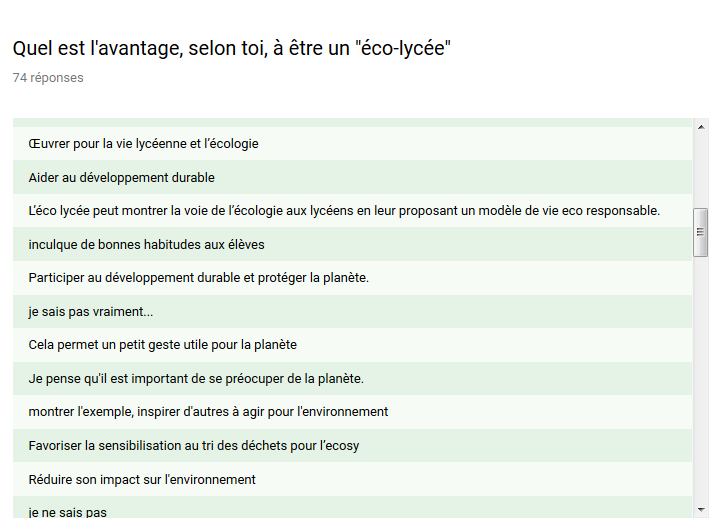 Quel est l'avantage, selon toi, à être un "éco-lycée"
74 réponses
Œuvrer pour la vie lycéenne et l’écologie
Aider au développement durable
L’éco lycée peut montrer la voie de l’écologie aux lycéens en leur proposant un modèle de vie eco responsable.
inculque de bonnes habitudes aux élèves
Participer au développement durable et protéger la planète.
je sais pas vraiment...
Cela permet un petit geste utile pour la planète
Je pense qu'il est important de se préocuper de la planète.
montrer l'exemple, inspirer d'autres à agir pour l'environnement
Favoriser la sensibilisation au tri des déchets pour l’ecosy
Réduire son impact sur l'environnement
je ne sais pas